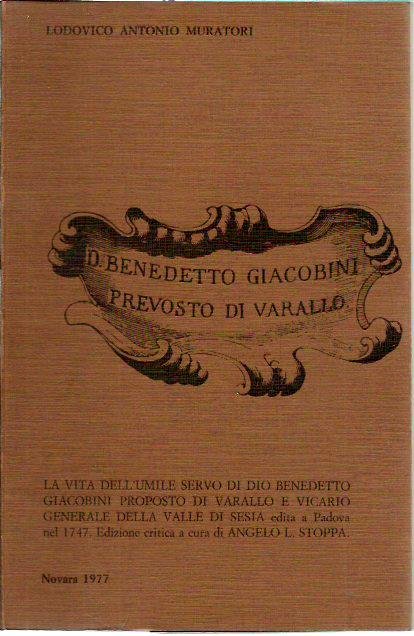 LODOVICO ANTONIO MURATORI
D. BENEDETTO GIACOBINI
PREVOSTO DI VARALLO.
LA VITA DELL'UMILE SERVO DI DIO BENEDETTO
GIACOBINI PROPOSTO DI VARALLO E VICARIO
GENERALE DELLA VALLE DI SESIA edita a Padova
nel 1747. Edizione critica a cura di ANGELO L. STOPPA.
Novara 1977